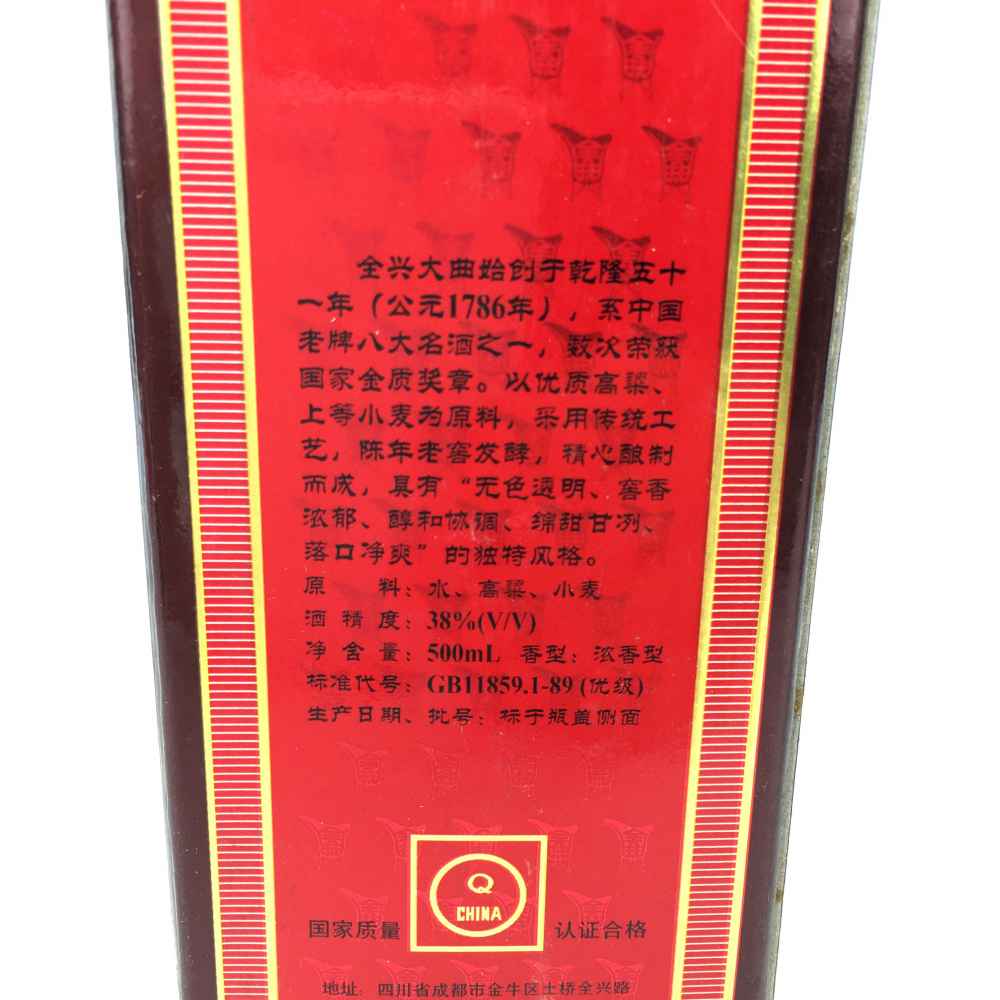 全兴大曲始创于乾隆五十
一年（公元1786年），系中国
老牌八大名酒之一，数次荣获
国家金质奖章。以优质高粱、
上等小麦为原料，采用传统工
艺，陈年老窖发酵，精心酿制
而成，具有“无色透明、窖香
浓郁、醇和协调、绵甜甘冽、
落口净爽”的独特风格。
原 料：水、高粱、小麦
酒 精 度：38%(V/V)
净 含 量：500mL 香型：浓香型
标准代号：GB11859.1-89 (优级)
生产日期、批号：标于瓶盖侧面
Q
CHINA
国家质量 认证合格
地址：四川省成都市金牛区土桥全兴路